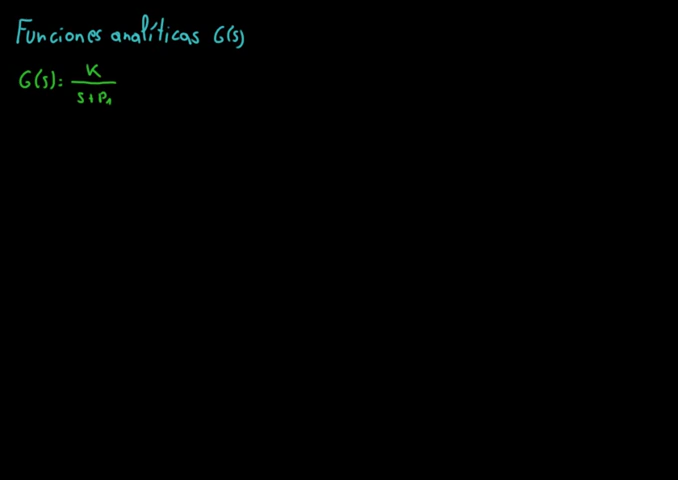 Funciones analíticas G(s)
G(s): K / (s+p₁)